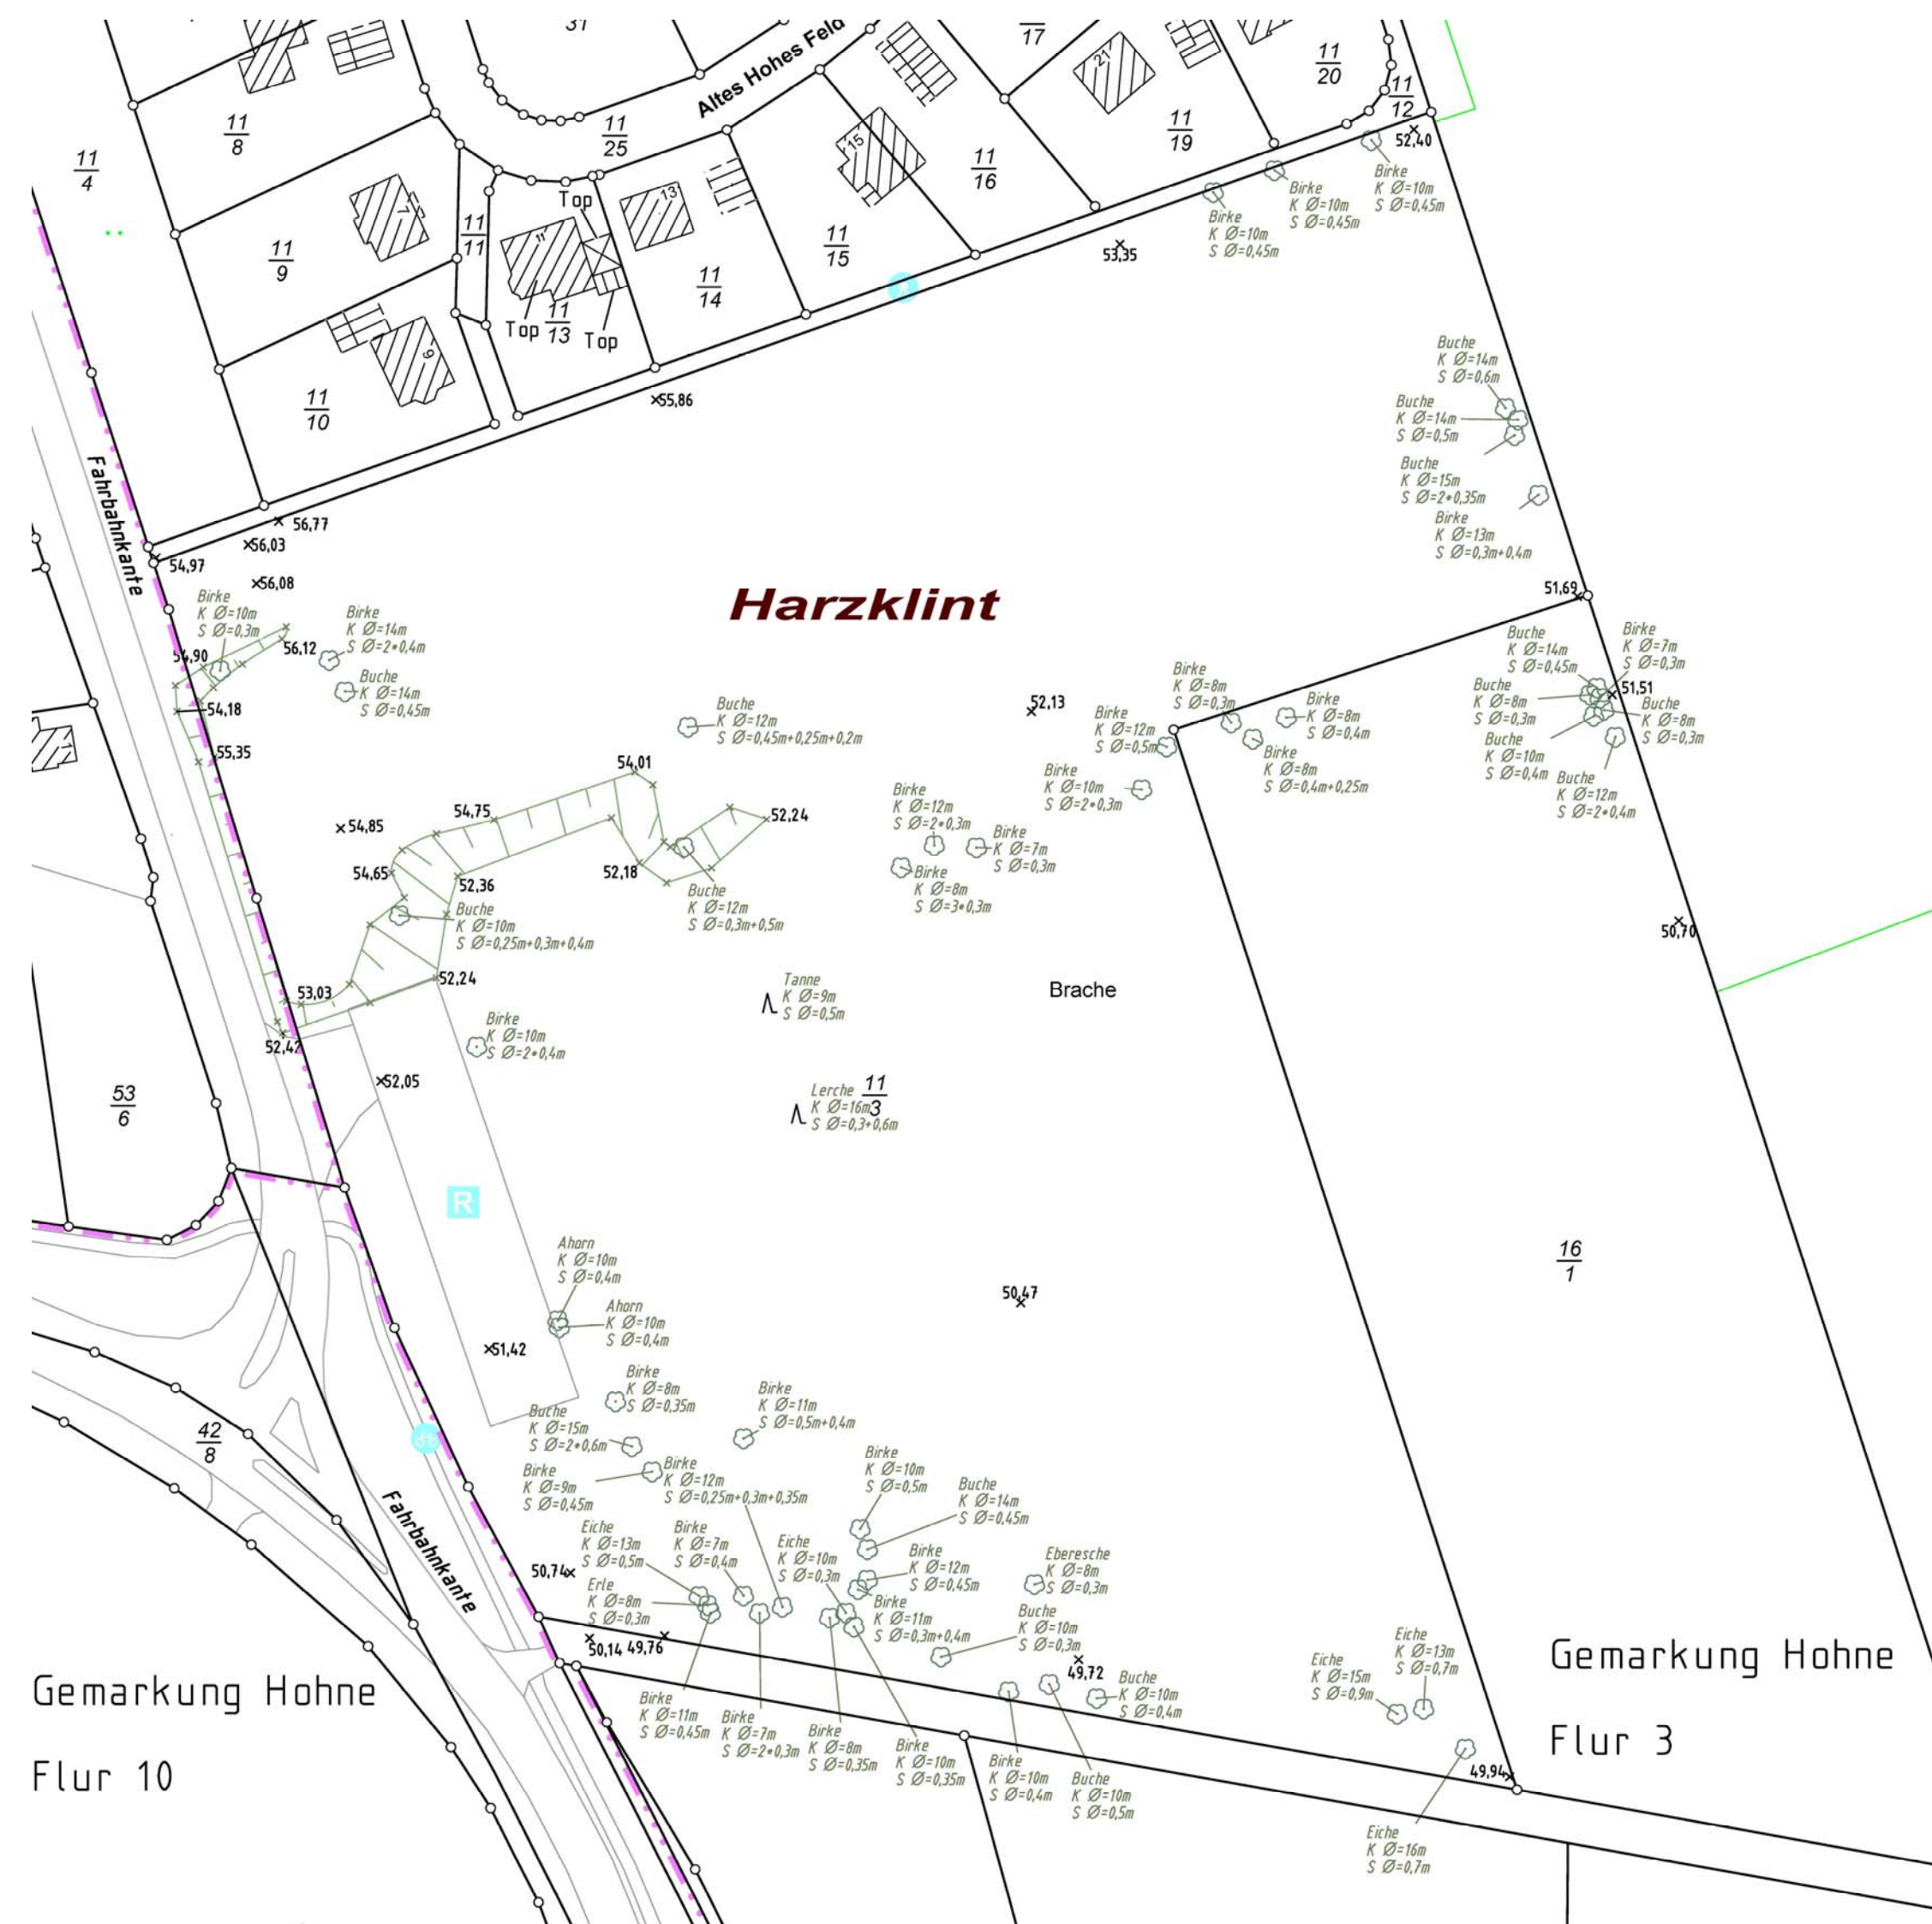 31
Altes Hohes Feld
17
21
11
20
11
12
52,40
11
8
11
25
11
19
15
11
16
11
4
Birke
K Ø=10m
S Ø=0,45m
Birke
K Ø=10m
S Ø=0,45m
Birke
K Ø=10m
S Ø=0,45m
7
Top
13
11
9
11
11
11
11
15
53,35
11
14
Top
11
13
Top
9
11
10
55,86
Buche
K Ø=14m
S Ø=0,6m
Buche
K Ø=14m
S Ø=0,5m
Buche
K Ø=15m
S Ø=2*0,35m
Birke
K Ø=13m
S Ø=0,3m+0,4m
Fahrbahnkante
56,77
56,03
54,97
56,08
Harzklint
51,69
Birke
K Ø=10m
S Ø=0,3m
Birke
K Ø=14m
S Ø=2*0,4m
56,12
54,90
Buche
K Ø=14m
S Ø=0,45m
54,18
55,35
Buche
K Ø=12m
S Ø=0,45m+0,25m+0,2m
52,13
Birke
K Ø=8m
S Ø=0,3m
Birke
K Ø=12m
S Ø=0,5m
Birke
K Ø=8m
S Ø=0,4m
Birke
K Ø=8m
S Ø=0,4m+0,25m
Birke
K Ø=10m
S Ø=2*0,3m
Buche
K Ø=14m
S Ø=0,45m
Birke
K Ø=7m
S Ø=0,3m
51,51
Buche
K Ø=8m
S Ø=0,3m
Buche
K Ø=8m
S Ø=0,3m
Buche
K Ø=10m
S Ø=0,4m
Buche
K Ø=12m
S Ø=2*0,4m
54,01
54,75
54,85
52,24
54,65
52,36
52,18
Birke
K Ø=12m
S Ø=2*0,3m
Birke
K Ø=7m
S Ø=0,3m
Birke
K Ø=8m
S Ø=3*0,3m
Buche
K Ø=12m
S Ø=0,3m+0,5m
Buche
K Ø=10m
S Ø=0,25m+0,3m+0,4m
50,70
52,24
53,03
52,42
Tanne
K Ø=9m
S Ø=0,5m
Brache
Birke
K Ø=10m
S Ø=2*0,4m
52,05
53
6
Lerche
K Ø=16m
S Ø=0,3+0,6m
11
3
R
16
1
Ahorn
K Ø=10m
S Ø=0,4m
Ahorn
K Ø=10m
S Ø=0,4m
50,47
51,42
Birke
K Ø=8m
S Ø=0,35m
Birke
K Ø=11m
S Ø=0,5m+0,4m
Buche
K Ø=15m
S Ø=2*0,6m
42
8
Birke
K Ø=9m
S Ø=0,45m
Birke
K Ø=12m
S Ø=0,25m+0,3m+0,35m
Birke
K Ø=10m
S Ø=0,5m
Buche
K Ø=14m
S Ø=0,45m
Fahrbahnkante
Eiche
K Ø=13m
S Ø=0,5m
Birke
K Ø=7m
S Ø=0,4m
Eiche
K Ø=10m
S Ø=0,3m
Birke
K Ø=12m
S Ø=0,45m
Eberesche
K Ø=8m
S Ø=0,3m
50,74
Erle
K Ø=8m
S Ø=0,3m
Birke
K Ø=11m
S Ø=0,3m+0,4m
Buche
K Ø=10m
S Ø=0,3m
50,14
49,76
49,72
Buche
K Ø=10m
S Ø=0,4m
Eiche
K Ø=13m
S Ø=0,7m
Eiche
K Ø=15m
S Ø=0,9m
Gemarkung Hohne
Flur 3
Gemarkung Hohne
Flur 10
Birke
K Ø=11m
S Ø=0,45m
Birke
K Ø=7m
S Ø=2*0,3m
Birke
K Ø=8m
S Ø=0,35m
Birke
K Ø=10m
S Ø=0,35m
Birke
K Ø=10m
S Ø=0,4m
Buche
K Ø=10m
S Ø=0,5m
49,94
Eiche
K Ø=16m
S Ø=0,7m